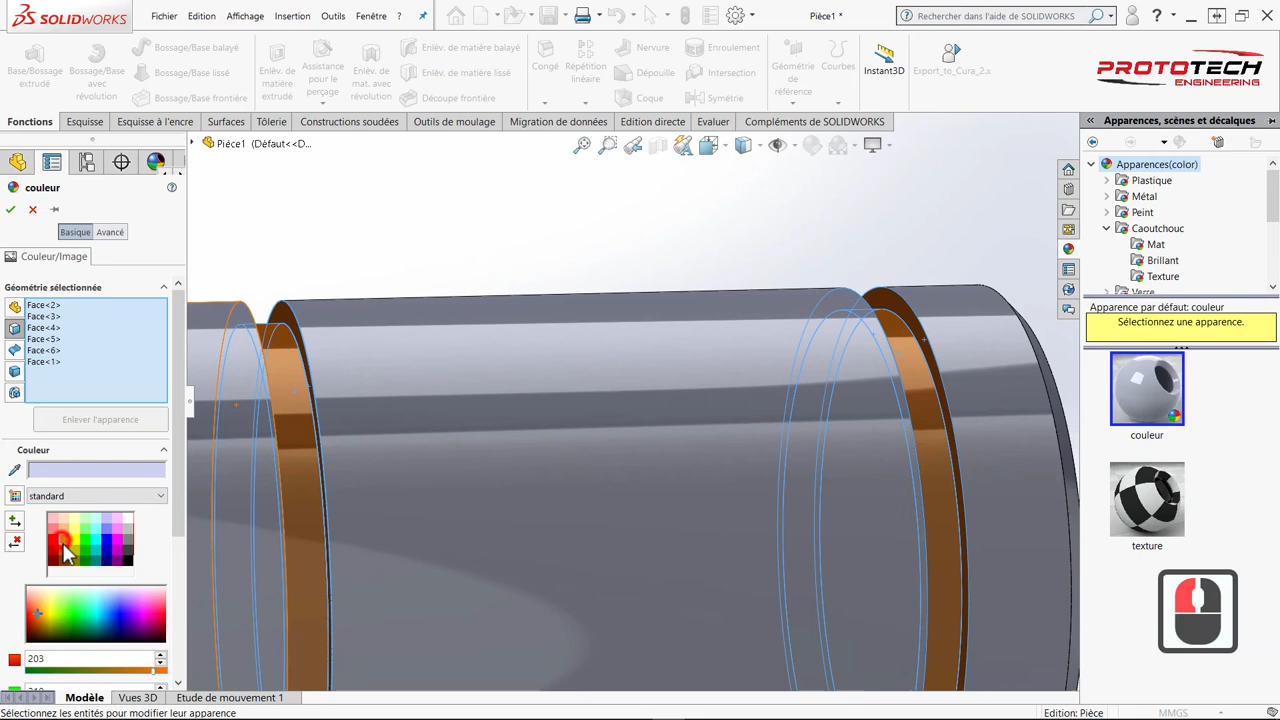 SOLIDWORKS
Fichier Edition Affichage Insertion Outils Fenêtre ?
Pièce1 *
Rechercher dans l'aide de SOLIDWORKS
?
Base/Bossage extrudé
Bossage/Base avec révolution
Bossage/Base balayé
Bossage/Base lissé
Bossage/Base frontière
Enlèv. de matière extrudé
Assistance pour le perçage
Enlèv. de mat. avec révolution
Enlèv. de matière balayé
Enlèv. de matière lissé
Découpe frontière
Congé
Répétition linéaire
Nervure
Dépouille
Coque
Enroulement
Intersection
Symétrie
Géométrie de référence
Courbes
Instant3D
Export_to_Cura_2.x
PROTOTECH
ENGINEERING
Fonctions Esquisse Esquisse à l'encre Surfaces Tôlerie Constructions soudées Outils de moulage Migration de données Edition directe Evaluer Compléments de SOLIDWORKS
Pièce1 (Défaut<<D...
couleur
Basique Avancé
Couleur/Image
Géométrie sélectionnée
Face<2>
Face<3>
Face<4>
Face<5>
Face<6>
Face<1>
Enlever l'apparence
Couleur
standard
203
Apparences, scènes et décalques
Apparences(color)
Plastique
Métal
Peint
Caoutchouc
Mat
Brillant
Texture
Verre
Apparence par défaut: couleur
Sélectionnez une apparence.
couleur
texture
Modèle Vues 3D Etude de mouvement 1
Sélectionnez les entités pour modifier leur apparence
Edition: Pièce
MMGS